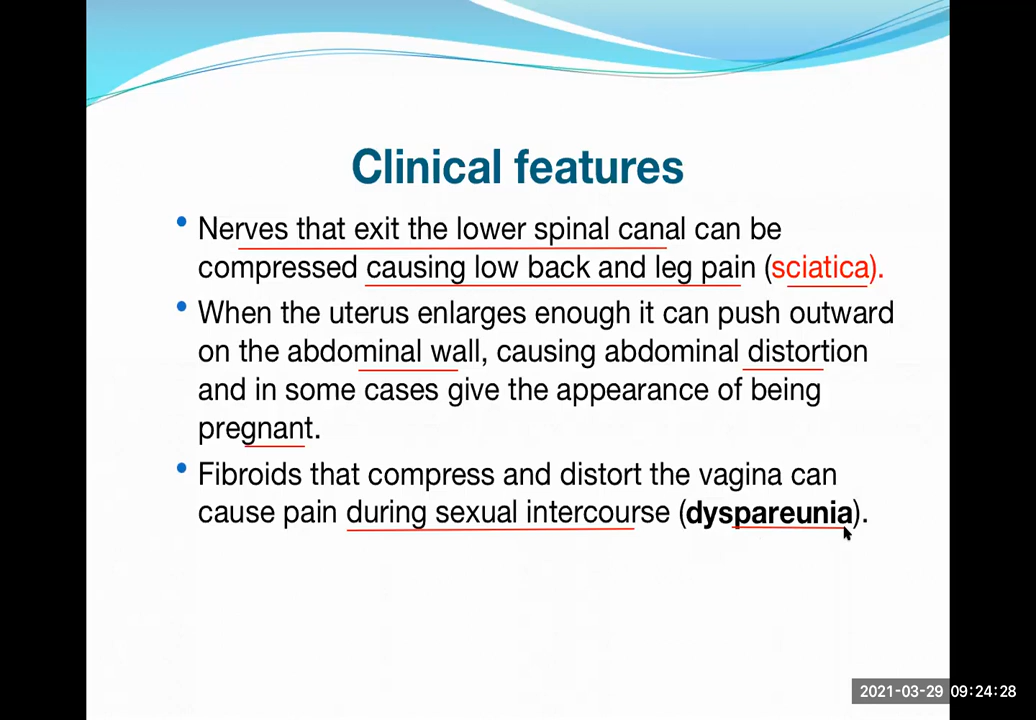 Clinical features
• Nerves that exit the lower spinal canal can be
compressed causing low back and leg pain (sciatica).
• When the uterus enlarges enough it can push outward
on the abdominal wall, causing abdominal distortion
and in some cases give the appearance of being
pregnant.
• Fibroids that compress and distort the vagina can
cause pain during sexual intercourse (dyspareunia).
2021-03-29 09:24:28